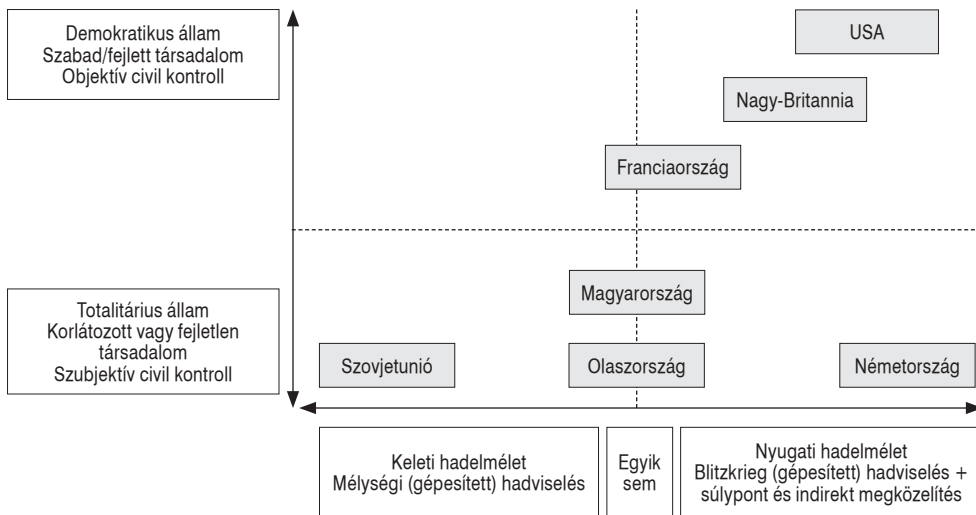 Demokratikus állam
Szabad/fejlett társadalom
Objektív civil kontroll
USA
Nagy-Britannia
Franciaország
Magyarország
Totalitárius állam
Korlátozott vagy fejletlen
társadalom
Szubjektív civil kontroll
Szovjetunió
Olaszország
Németország
Keleti hadelmélet
Mélységi (gépesített) hadviselés
Egyik
sem
Nyugati hadelmélet
Blitzkrieg (gépesített) hadviselés +
súlypont és indirekt megközelítés